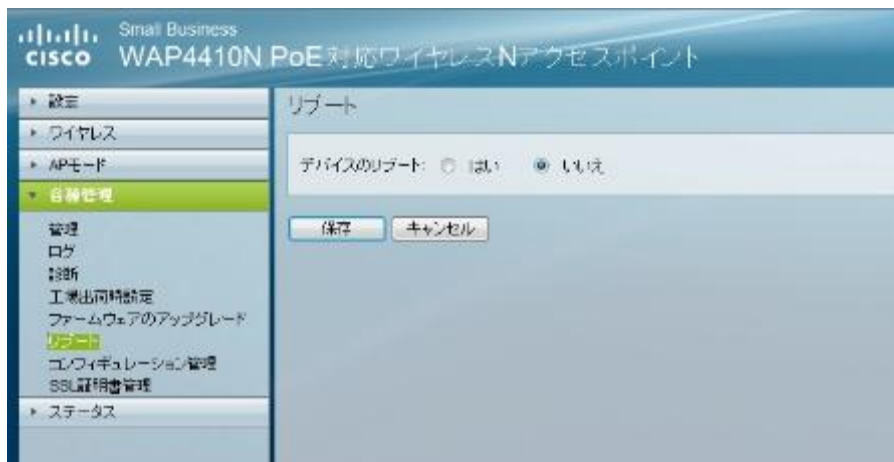 Small Business
CISCO WAP4410N PoE対応ワイヤレスNアクセスポイント
設定
ワイヤレス
APモード
各種管理
管理
ログ
診断
工場出荷時設定
ファームウェアのアップグレード
リブート
コンフィギュレーション管理
SSL証明書管理
ステータス
リブート
デバイスのリブート: はい いいえ
保存 キャンセル